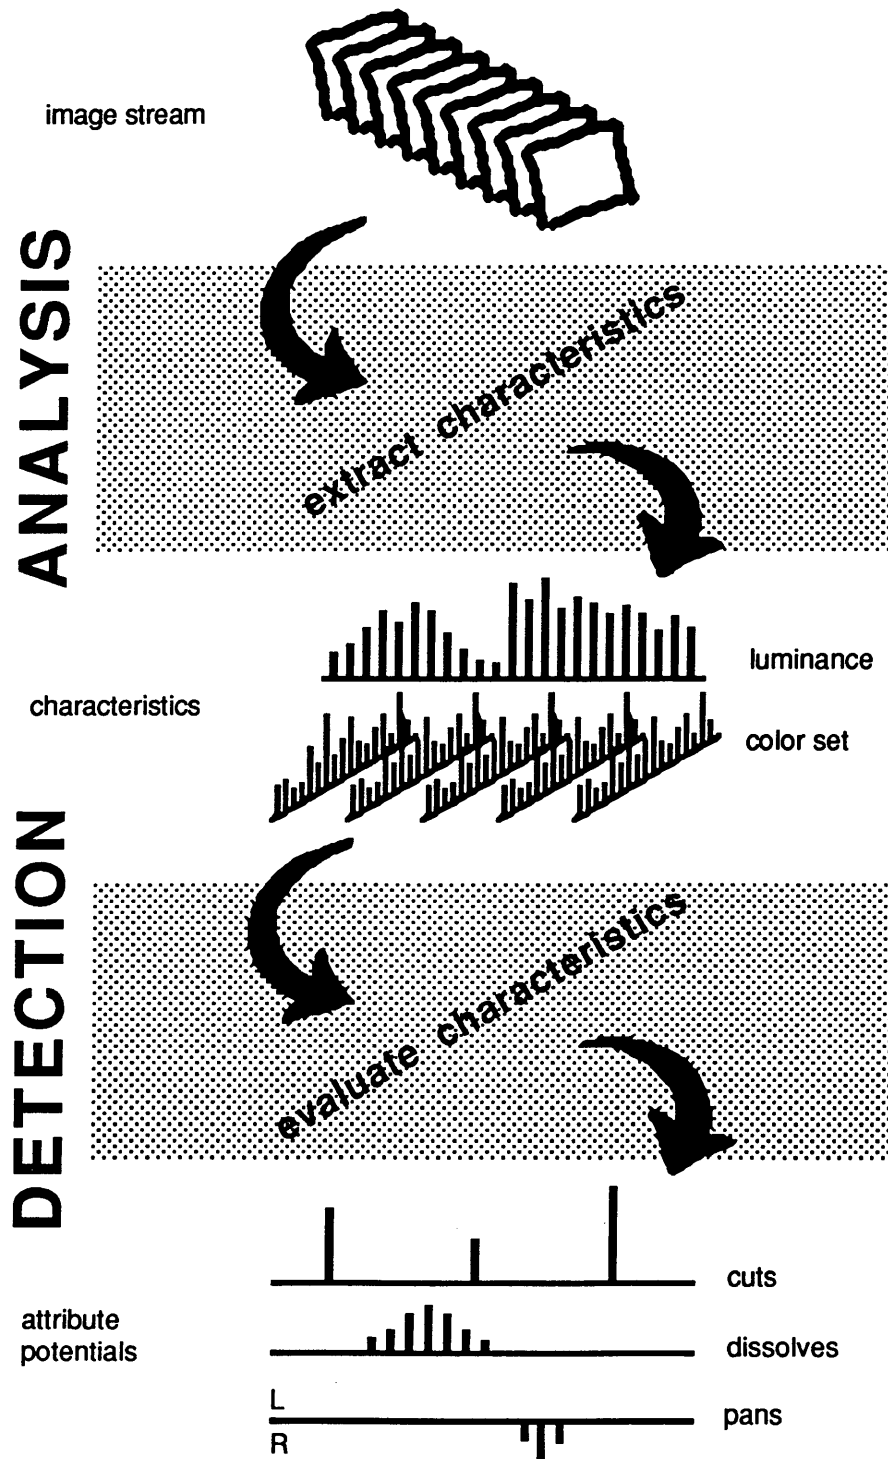 image stream
ANALYSIS
extract characteristics
luminance
characteristics
color set
DETECTION
evaluate characteristics
cuts
attribute
potentials
dissolves
L
pans
R